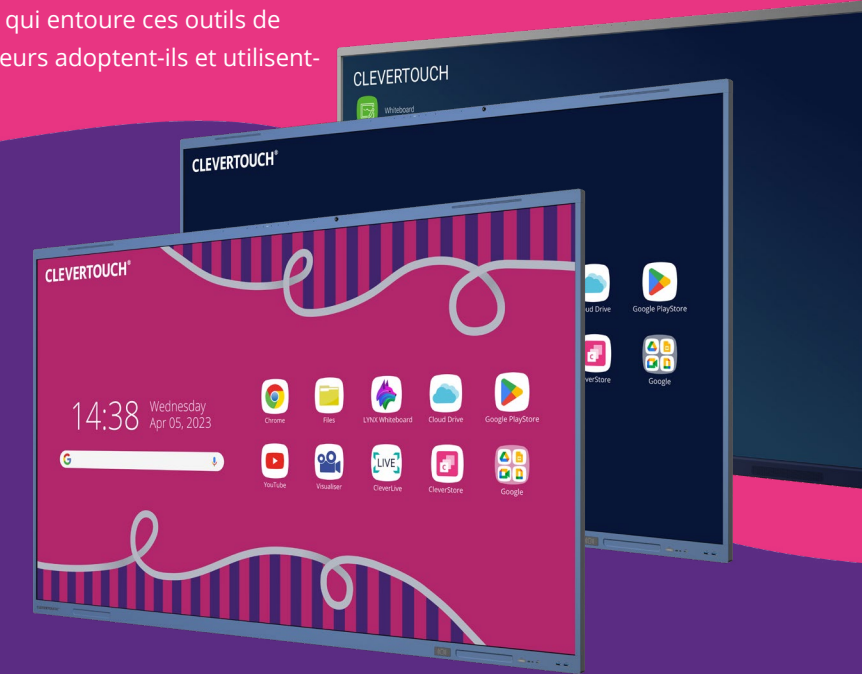 qui entoure ces outils de
eurs adoptent-ils et utilisent-
CLEVERTOUCH
Whiteboard
CLEVERTOUCH®
ud Drive
Google PlayStore
verStore
Google
CLEVERTOUCH®
14:38
Wednesday
Apr 05, 2023
Chrome
Files
LYNX Whiteboard
Cloud Drive
Google PlayStore
YouTube
Visualiser
CleverLive
CleverStore
Google
LIVE